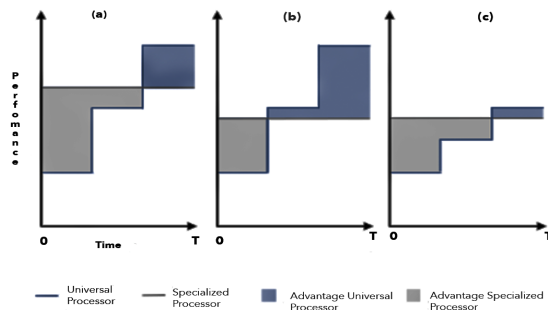 (a)
(b)
(c)
Perfomance
0
Time
T
0
T
0
T
Universal
Processor
Specialized
Processor
Advantage Universal
Processor
Advantage Specialized
Processor